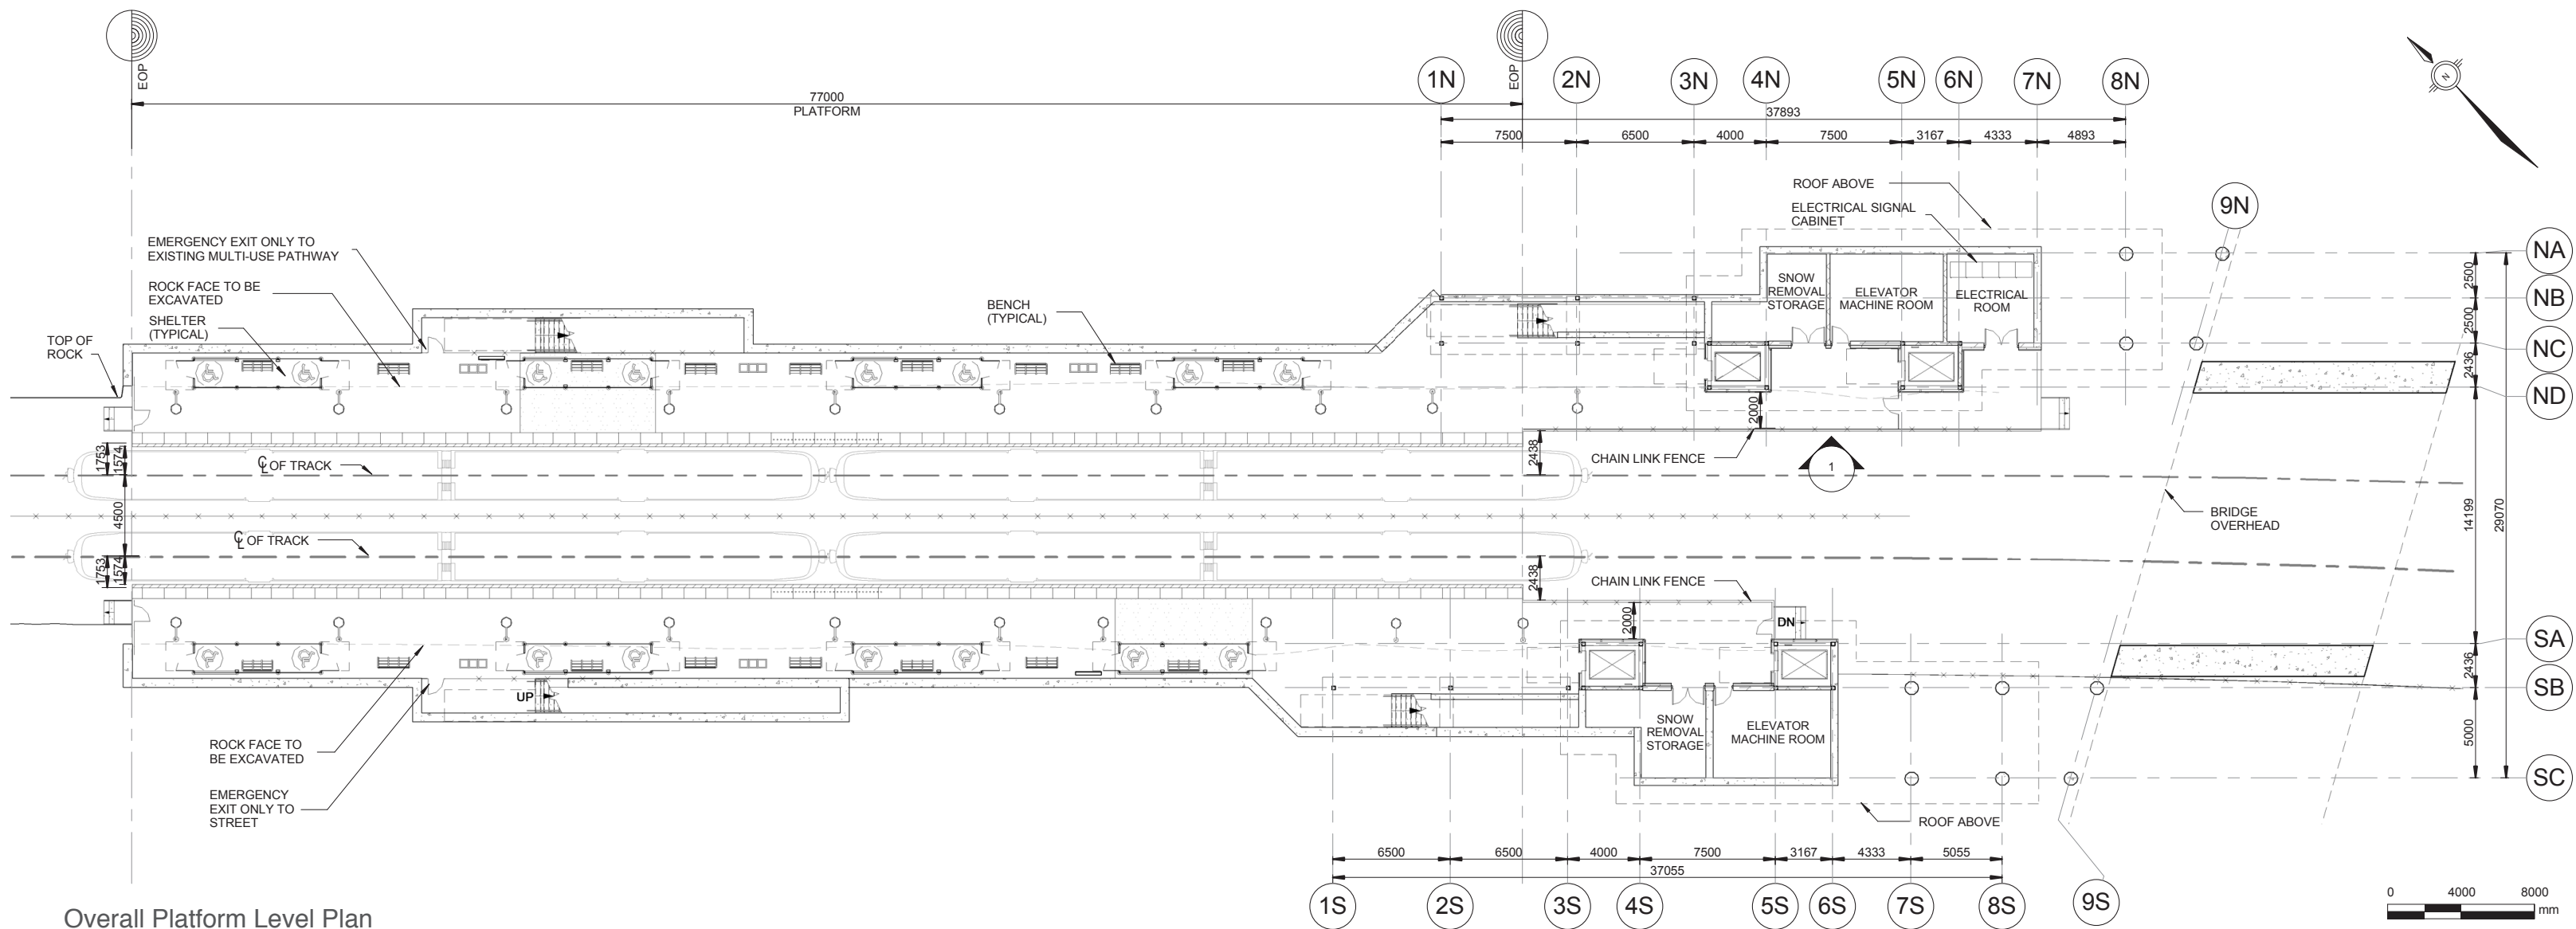 EOP
EOP
77000
PLATFORM
1N
2N
3N
4N
5N
6N
7N
8N
37893
7500
6500
4000
7500
3167
4333
4893
N
ROOF ABOVE
ELECTRICAL SIGNAL
CABINET
9N
EMERGENCY EXIT ONLY TO
EXISTING MULTI-USE PATHWAY
ROCK FACE TO BE
EXCAVATED
SHELTER
(TYPICAL)
TOP OF
ROCK
BENCH
(TYPICAL)
SNOW
REMOVAL
STORAGE
ELEVATOR
MACHINE ROOM
ELECTRICAL
ROOM
NA
2500
NB
2500
NC
2436
ND
2000
1753
1574
℄ OF TRACK
2438
CHAIN LINK FENCE
1
4500
14199
29070
BRIDGE
OVERHEAD
℄ OF TRACK
1753
1574
2438
CHAIN LINK FENCE
2000
DN
SA
2436
SB
5000
SC
UP
SNOW
REMOVAL
STORAGE
ELEVATOR
MACHINE ROOM
ROCK FACE TO
BE EXCAVATED
EMERGENCY
EXIT ONLY TO
STREET
ROOF ABOVE
6500
6500
4000
7500
3167
4333
5055
37055
1S
2S
3S
4S
5S
6S
7S
8S
9S
0
4000
8000
mm
Overall Platform Level Plan